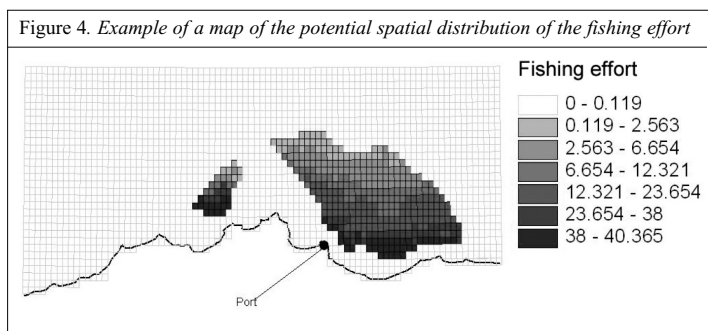 Figure 4. Example of a map of the potential spatial distribution of the fishing effort
Fishing effort
0 - 0.119
0.119 - 2.563
2.563 - 6.654
6.654 - 12.321
12.321 - 23.654
23.654 - 38
38 - 40.365
Port